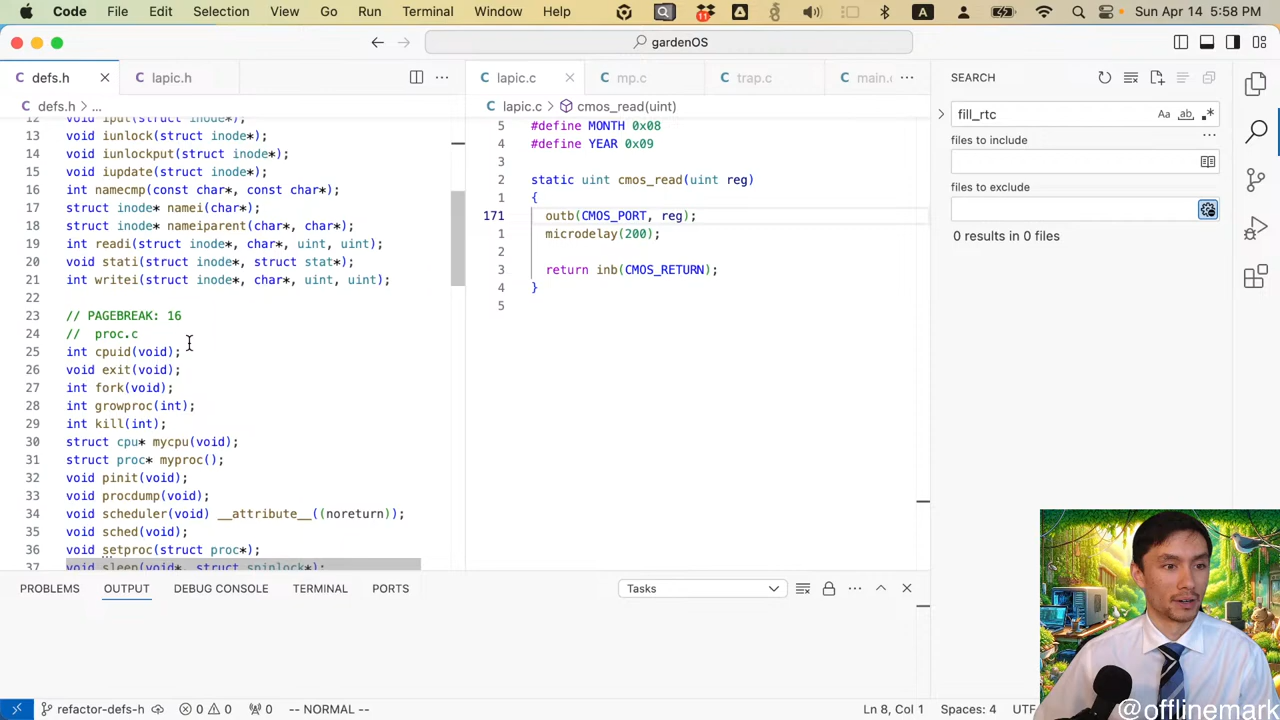 Code File Edit Selection View Go Run Terminal Window Help A Sun Apr 14 5:58 PM
gardenOS
defs.h lapic.h lapic.c mp.c trap.c main. SEARCH
defs.h > ... lapic.c > cmos_read(uint)
fill_rtc Aa ab
files to include
files to exclude
0 results in 0 files
12 void iput(struct inode*);
13 void iunlock(struct inode*);
14 void iunlockput(struct inode*);
15 void iupdate(struct inode*);
16 int namecmp(const char*, const char*);
17 struct inode* namei(char*);
18 struct inode* nameiparent(char*, char*);
19 int readi(struct inode*, char*, uint, uint);
20 void stati(struct inode*, struct stat*);
21 int writei(struct inode*, char*, uint, uint);
22
23 // PAGEBREAK: 16
24 //  proc.c
25 int cpuid(void);
26 void exit(void);
27 int fork(void);
28 int growproc(int);
29 int kill(int);
30 struct cpu* mycpu(void);
31 struct proc* myproc();
32 void pinit(void);
33 void procdump(void);
34 void scheduler(void) __attribute__((noreturn));
35 void sched(void);
36 void setproc(struct proc*);
37 void sleep(void*, struct spinlock*);
5 #define MONTH 0x08
4 #define YEAR 0x09
3
2 static uint cmos_read(uint reg)
1 {
171 outb(CMOS_PORT, reg);
1 microdelay(200);
2
3 return inb(CMOS_RETURN);
4 }
5
PROBLEMS OUTPUT DEBUG CONSOLE TERMINAL PORTS Tasks
refactor-defs-h 0 0 0 -- NORMAL -- Ln 8, Col 1 Spaces: 4 UTF
@offlinemark